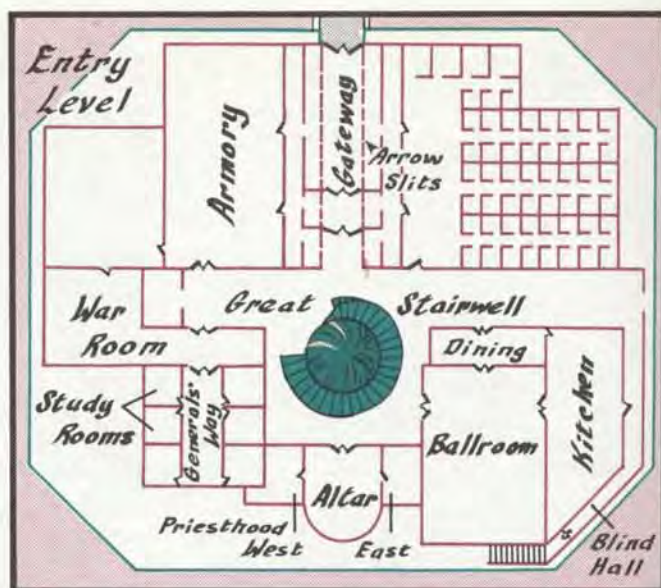 Entry
Level
Armory
Gateway
Arrow
Slits
War
Room
Great
Stairwell
Dining
Study
Rooms
Generals'
Way
Ballroom
Kitchen
Altar
Priesthood
West
East
Blind
Hall